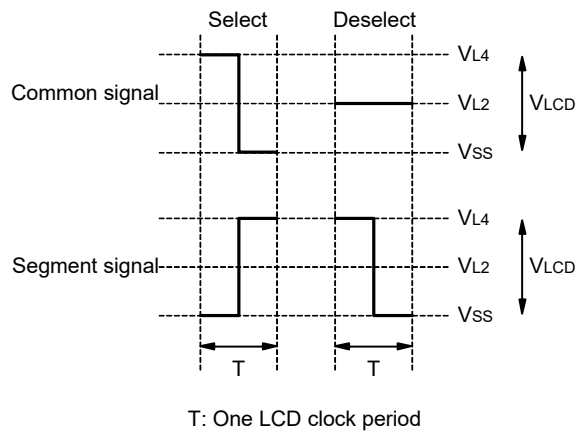 Select Deselect
VL4
Common signal VL2 VLCD
VSS
VL4
Segment signal VL2 VLCD
VSS
T T
T: One LCD clock period